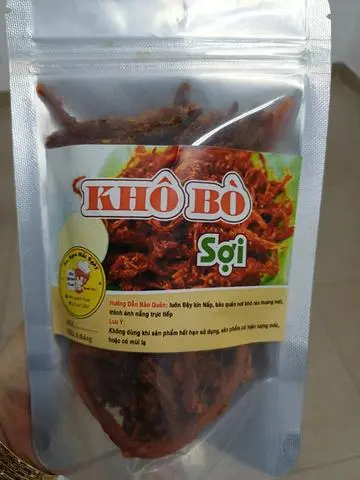 KHÔ BÒ
Sợi
Hướng Dẫn Bảo Quản: luôn Đậy kín Nắp, bảo quản nơi khô ráo thoáng mát,
tránh ánh nắng trực tiếp
Lưu Ý:
Không dùng khi sản phẩm hết hạn sử dụng, sản phẩm có hiện tượng mốc,
hoặc có mùi lạ
6 tháng